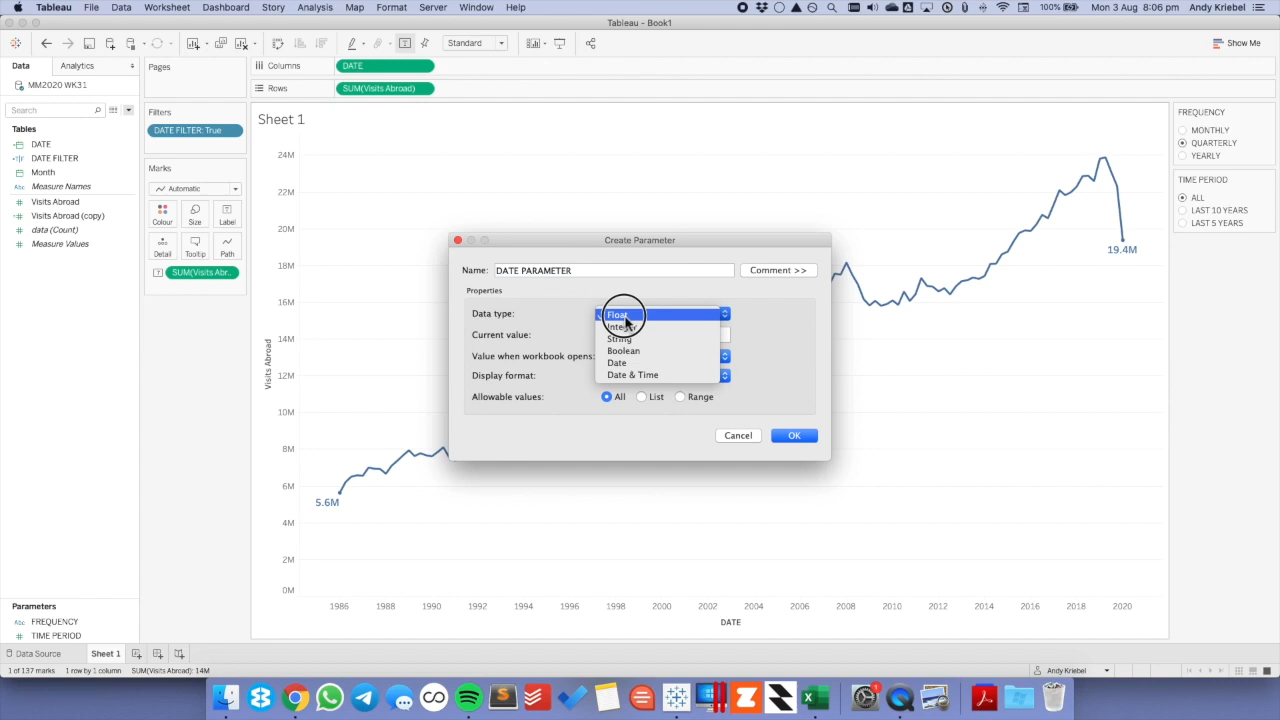 Tableau File Data Worksheet Dashboard Story Analysis Map Format Server Window Help 100% Mon 3 Aug 8:06 pm Andy Kriebel
Tableau - Book1
Standard Show Me
Data Analytics
MM2020 WK31
Search
Tables
DATE
DATE FILTER
Month
Abc Measure Names
Visits Abroad
Visits Abroad (copy)
data (Count)
Measure Values
Parameters
Abc FREQUENCY
TIME PERIOD
Pages
Filters
DATE FILTER: True
Marks
Automatic
Colour Size Label
Detail Tooltip Path
SUM(Visits Abr..
Columns DATE
Rows SUM(Visits Abroad)
Sheet 1
24M
22M
20M
18M
16M
14M
12M
10M
8M
6M
4M
2M
0M
Visits Abroad
5.6M
19.4M
1986 1988 1990 1992 1994 1996 1998 2000 2002 2004 2006 2008 2010 2012 2014 2016 2018 2020
DATE
Create Parameter
Name: DATE PARAMETER Comment >>
Properties
Data type: Float
Integer
String
Boolean
Date
Date & Time
Current value:
Value when workbook opens:
Display format:
Allowable values: All List Range
Cancel OK
FREQUENCY
MONTHLY
QUARTERLY
YEARLY
TIME PERIOD
ALL
LAST 10 YEARS
LAST 5 YEARS
Data Source Sheet 1
1 of 137 marks 1 row by 1 column SUM(Visits Abroad): 14M Andy Kriebel
1